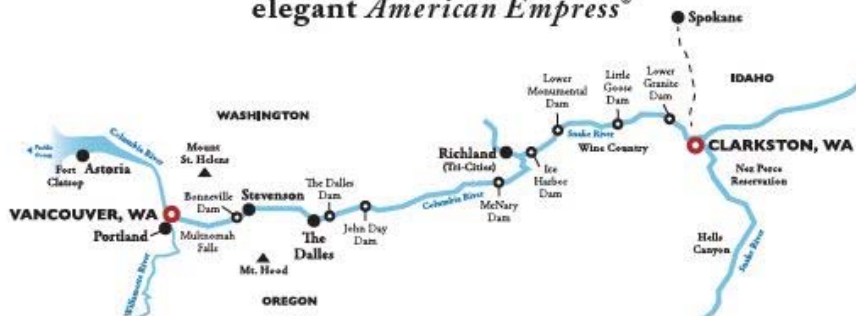 elegant American Empress®
Spokane
IDAHO
Lower
Monumental
Dam
Little
Goose
Dam
Lower
Granite
Dam
WASHINGTON
Snake River
Wine Country
CLARKSTON, WA
Nez Perce
Reservation
Columbia River
Mount
St. Helens
Fort
Clatsop
Astoria
Richland
(Tri-Cities)
Ice
Harbor
Dam
McNary
Dam
Columbia River
VANCOUVER, WA
Portland
Bonneville
Dam
Stevenson
The Dalles
Dam
Multnomah
Falls
The
Dalles
John Day
Dam
Mt. Hood
Hells
Canyon
Snake River
Willamette River
OREGON